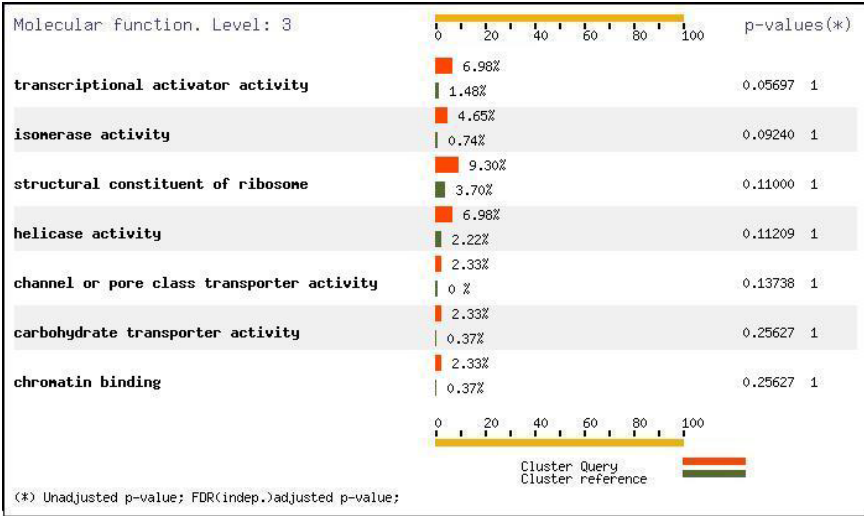 Molecular function. Level: 3
0 20 40 60 80 100
p-values(*)
6.98%
transcriptional activator activity
1.48%
0.05697 1
4.65%
isomerase activity
0.74%
0.09240 1
9.30%
structural constituent of ribosome
3.70%
0.11000 1
6.98%
helicase activity
2.22%
0.11209 1
2.33%
channel or pore class transporter activity
0 %
0.13738 1
2.33%
carbohydrate transporter activity
0.37%
0.25627 1
2.33%
chromatin binding
0.37%
0.25627 1
0 20 40 60 80 100
Cluster Query
Cluster reference
(*) Unadjusted p-value; FDR(indep.)adjusted p-value;